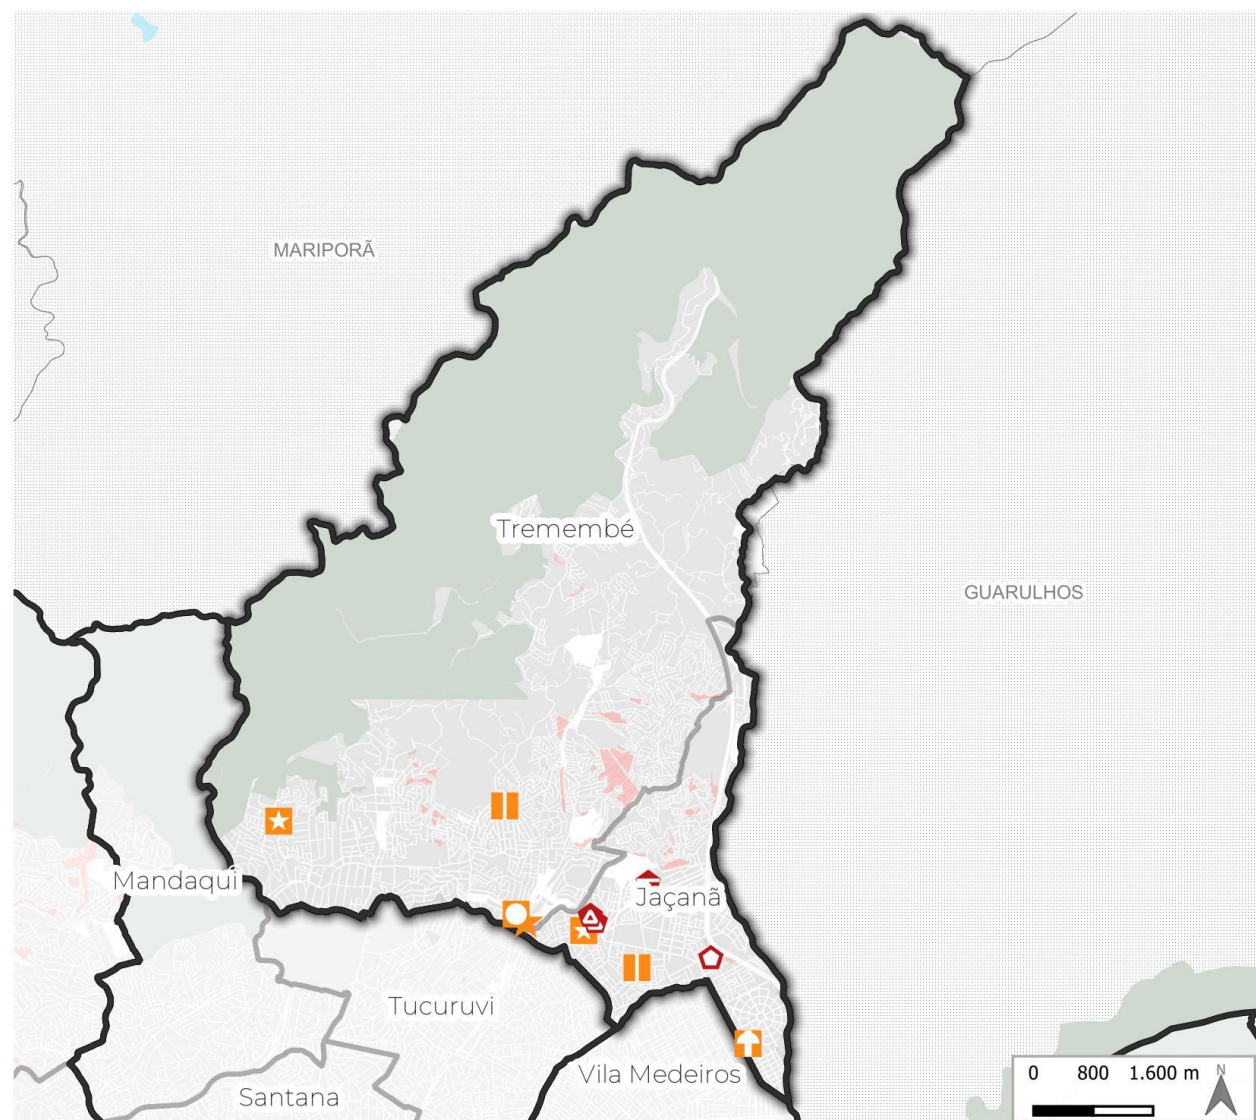 MARIPORÃ
Tremembé
GUARULHOS
Mandaqui
Jaçanã
Tucuruvi
Vila Medeiros
Santana
0 800 1.600 m N